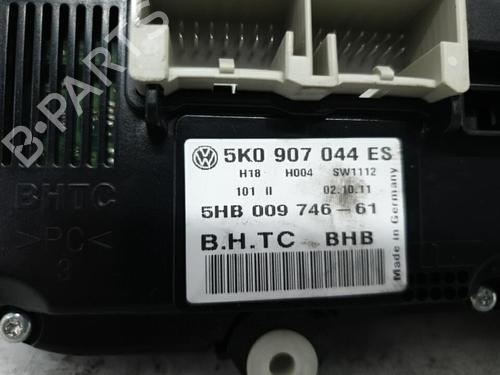 B-PARTS
BHTC
>PC<
3
5K0 907 044 ES
H18 H004 SW1112
101 II 02.10.11
5HB 009 746-61
B.H.TC BHB
Made in Germany